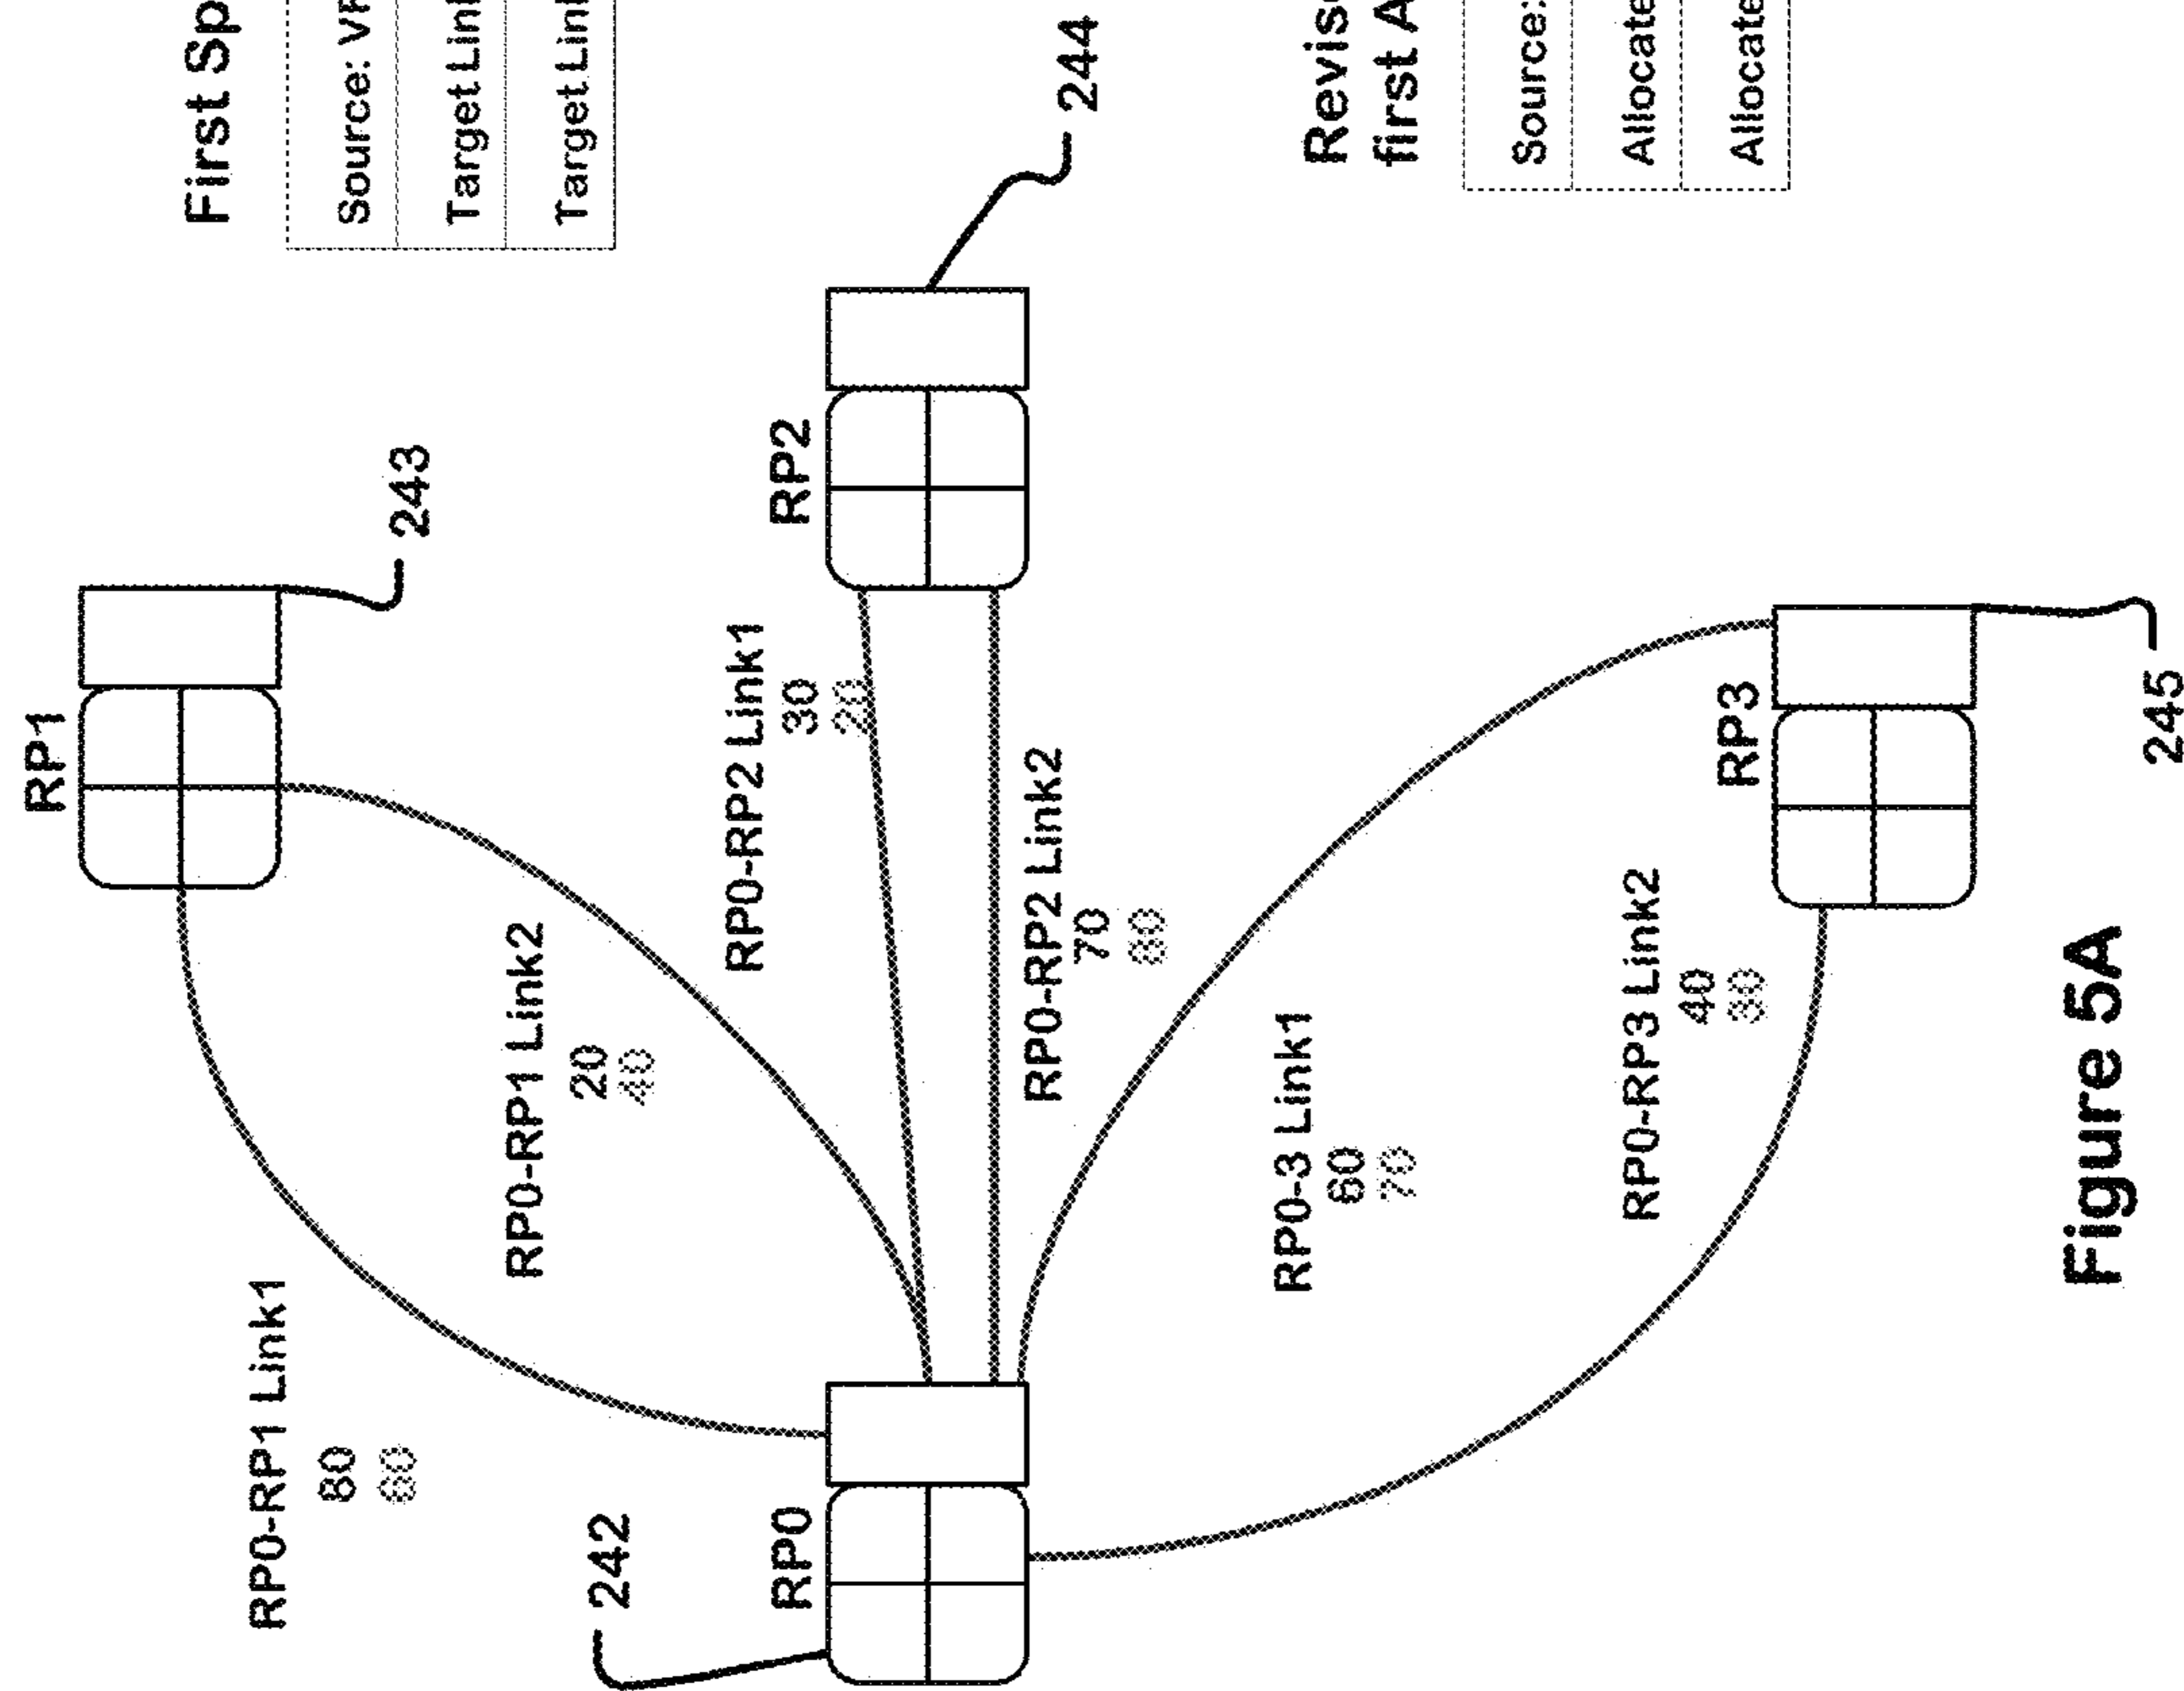 RP1
First Sp
RP0-RP1 Link1
80
60
Source:
243
Target Lin
Target Lin
RP0-RP1 Link2
20
40
242
RP0-RP2 Link1
30
20
RP0
RP2
RP0-RP2 Link2
70
80
244
RP0-3 Link1
60
70
Revis
first A
Source:
Allocate
Allocate
RP0-RP3 Link2
40
30
RP3
Figure 5A
245